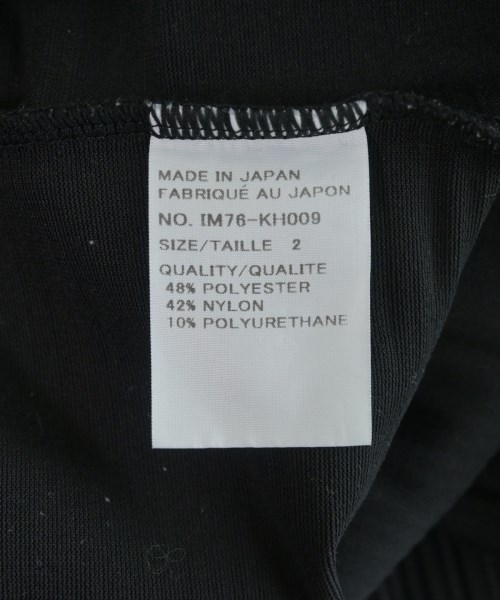 MADE IN JAPAN
FABRIQUÉ AU JAPON
NO. IM76-KH009
SIZE/TAILLE 2
QUALITY/QUALITE
48% POLYESTER
42% NYLON
10% POLYURETHANE